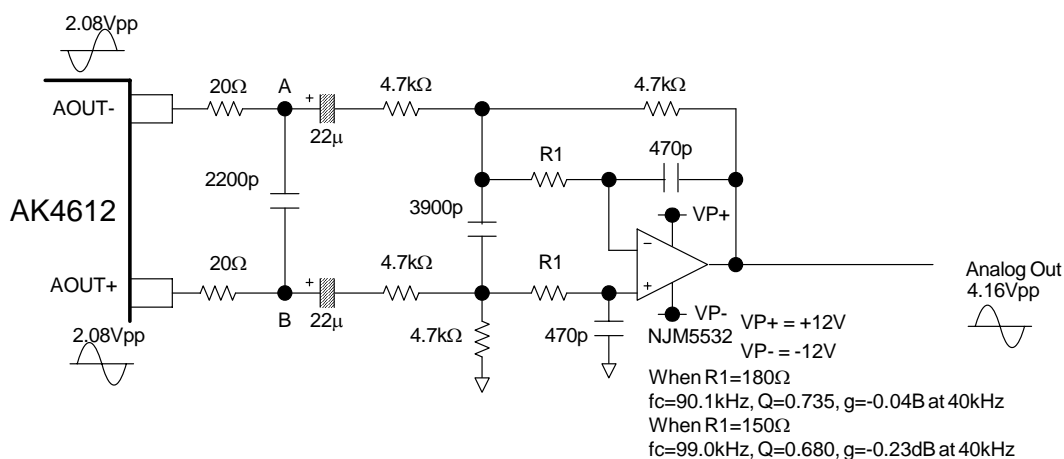 2.08Vpp
20Ω
A
+
4.7kΩ
4.7kΩ
AOUT-
22μ
R1
470p
2200p
AK4612
3900p
VP+
−
20Ω
+
4.7kΩ
R1
+
AOUT+
Analog Out
4.16Vpp
B
22μ
VP-
2.08Vpp
4.7kΩ
470p
NJM5532
VP+ = +12V
VP- = -12V
When R1=180Ω
fc=90.1kHz, Q=0.735, g=-0.04B at 40kHz
When R1=150Ω
fc=99.0kHz, Q=0.680, g=-0.23dB at 40kHz